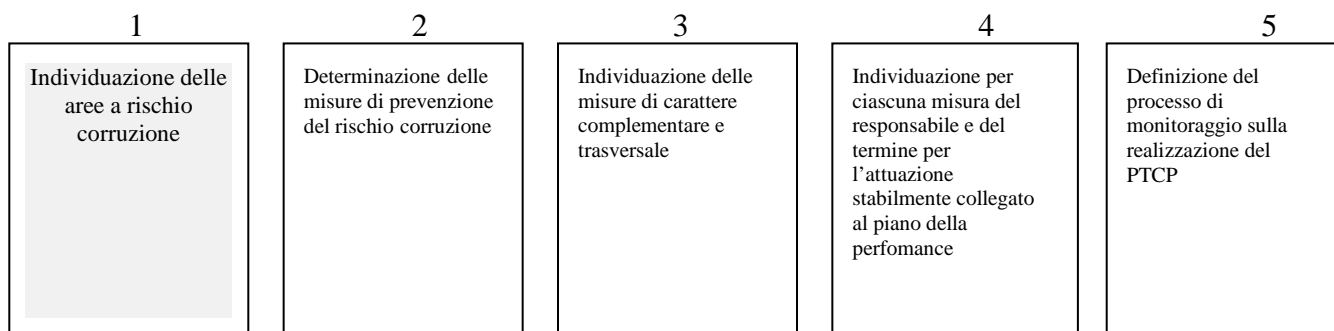 1
Individuazione delle
aree a rischio
corruzione
2
Determinazione delle
misure di prevenzione
del rischio corruzione
3
Individuazione delle
misure di carattere
complementare e
trasversale
4
Individuazione per
ciascuna misura del
responsabile e del
termine per
l’attuazione
stabilmente collegato
al piano della
perfomance
5
Definizione del
processo di
monitoraggio sulla
realizzazione del
PTCP